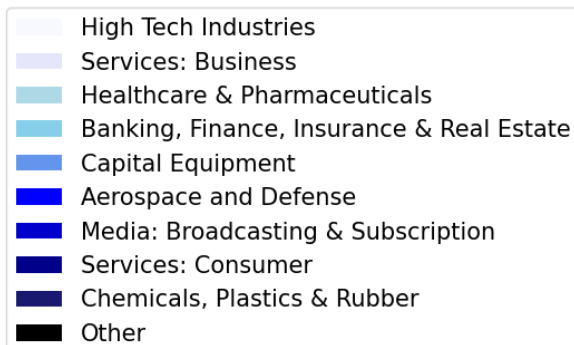 High Tech Industries
Services: Business
Healthcare & Pharmaceuticals
Banking, Finance, Insurance & Real Estate
Capital Equipment
Aerospace and Defense
Media: Broadcasting & Subscription
Services: Consumer
Chemicals, Plastics & Rubber
Other